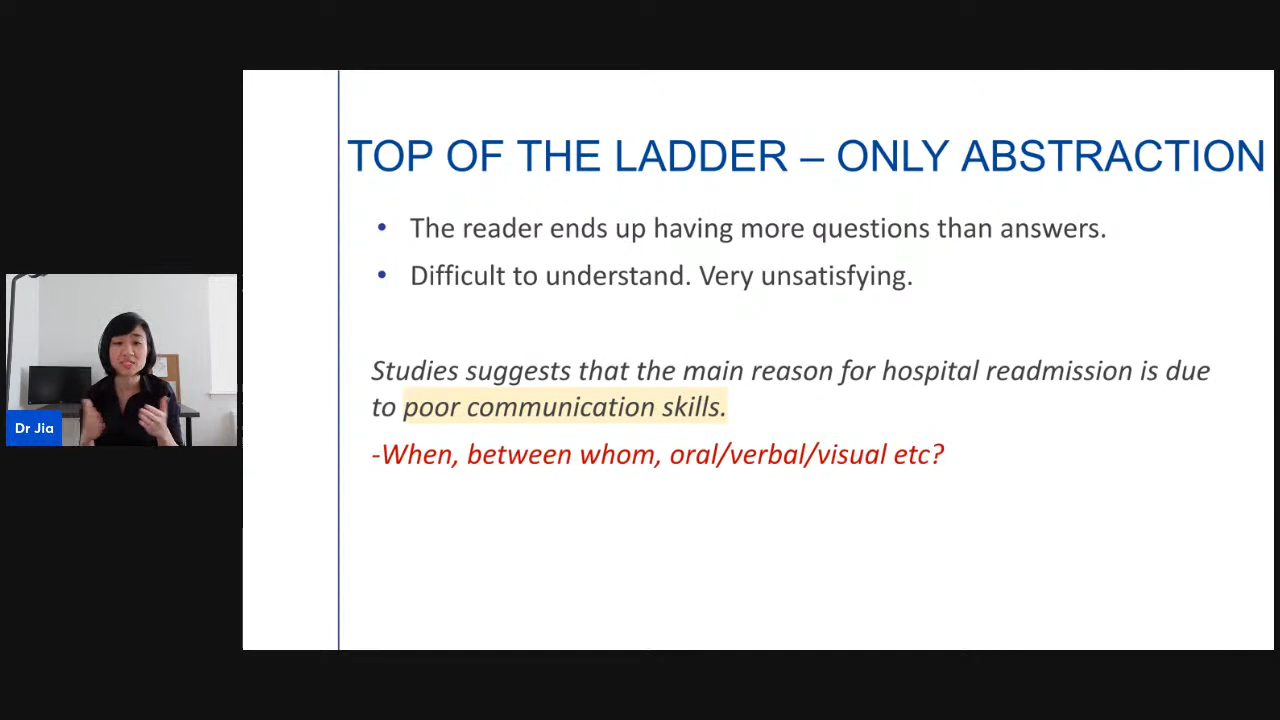 TOP OF THE LADDER – ONLY ABSTRACTION
• The reader ends up having more questions than answers.
• Difficult to understand. Very unsatisfying.
Studies suggests that the main reason for hospital readmission is due
to poor communication skills.
-When, between whom, oral/verbal/visual etc?
Dr Jia